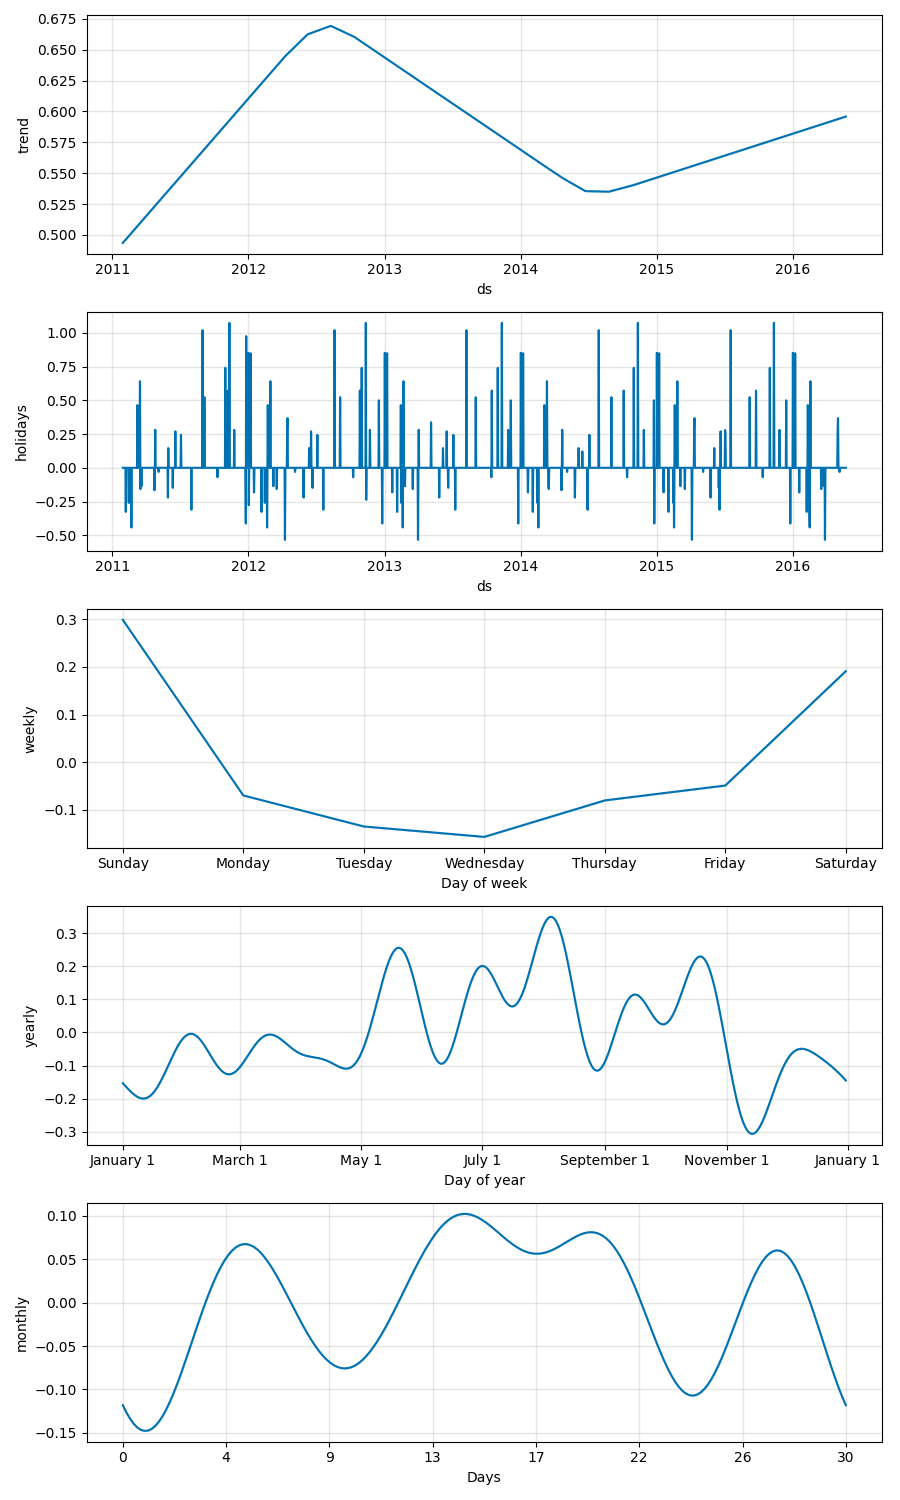 0.675
0.650
0.625
0.600
0.575
0.550
0.525
0.500
trend
2011 2012 2013 2014 2015 2016
ds
1.00
0.75
0.50
0.25
0.00
−0.25
−0.50
holidays
2011 2012 2013 2014 2015 2016
ds
0.3
0.2
0.1
0.0
−0.1
weekly
Sunday Monday Tuesday Wednesday Thursday Friday Saturday
Day of week
0.3
0.2
0.1
0.0
−0.1
−0.2
−0.3
yearly
January 1 March 1 May 1 July 1 September 1 November 1 January 1
Day of year
0.10
0.05
0.00
−0.05
−0.10
−0.15
monthly
0 4 9 13 17 22 26 30
Days